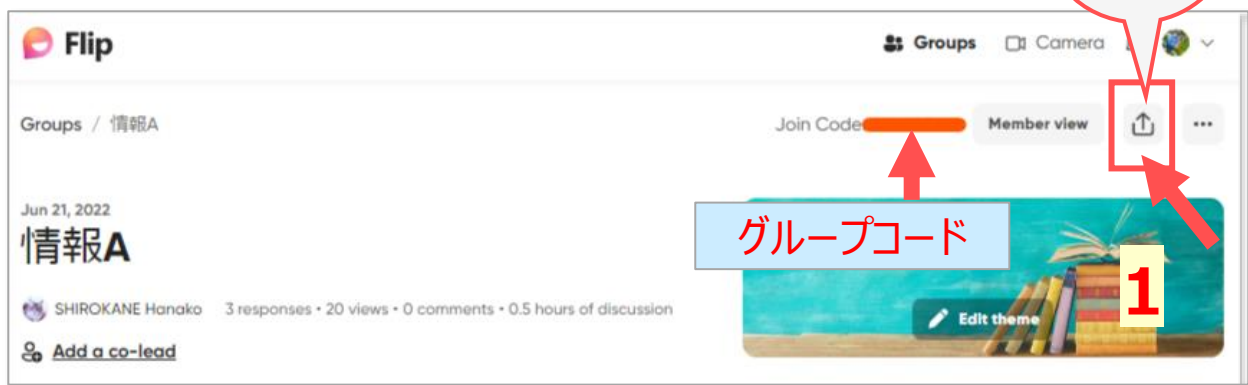 Flip
Groups Camera
Groups / 情報A
Join Code Member view
Jun 21, 2022
情報A
グループコード
SHIROKANE Hanako 3 responses • 20 views • 0 comments • 0.5 hours of discussion
Edit theme
1
Add a co-lead